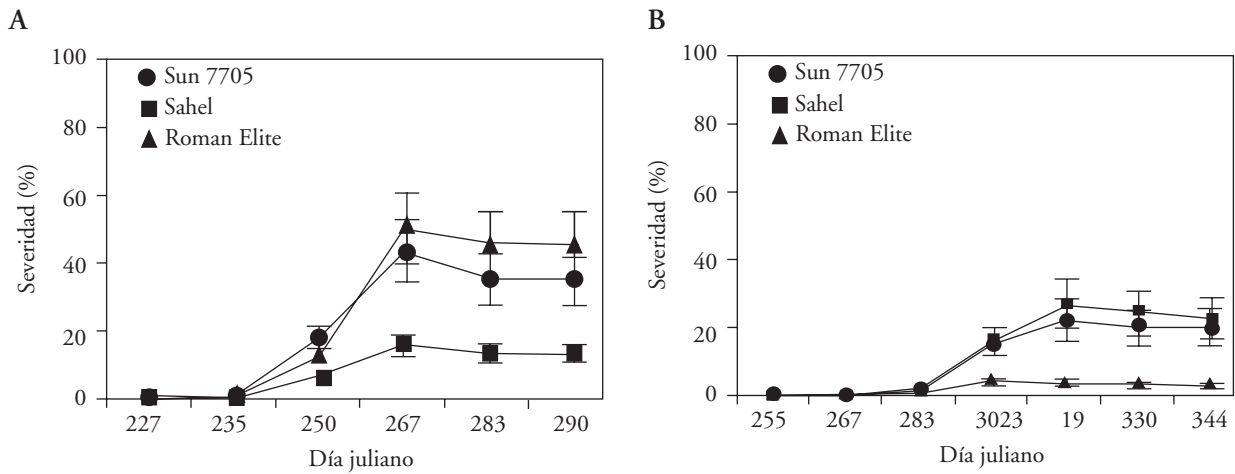 A
100
80
60
40
20
0
Severidad (%)
Sun 7705
Sahel
Roman Elite
227 235 250 267 283 290
Día juliano
B
100
80
60
40
20
0
Severidad (%)
Sun 7705
Sahel
Roman Elite
255 267 283 3023 19 330 344
Día juliano